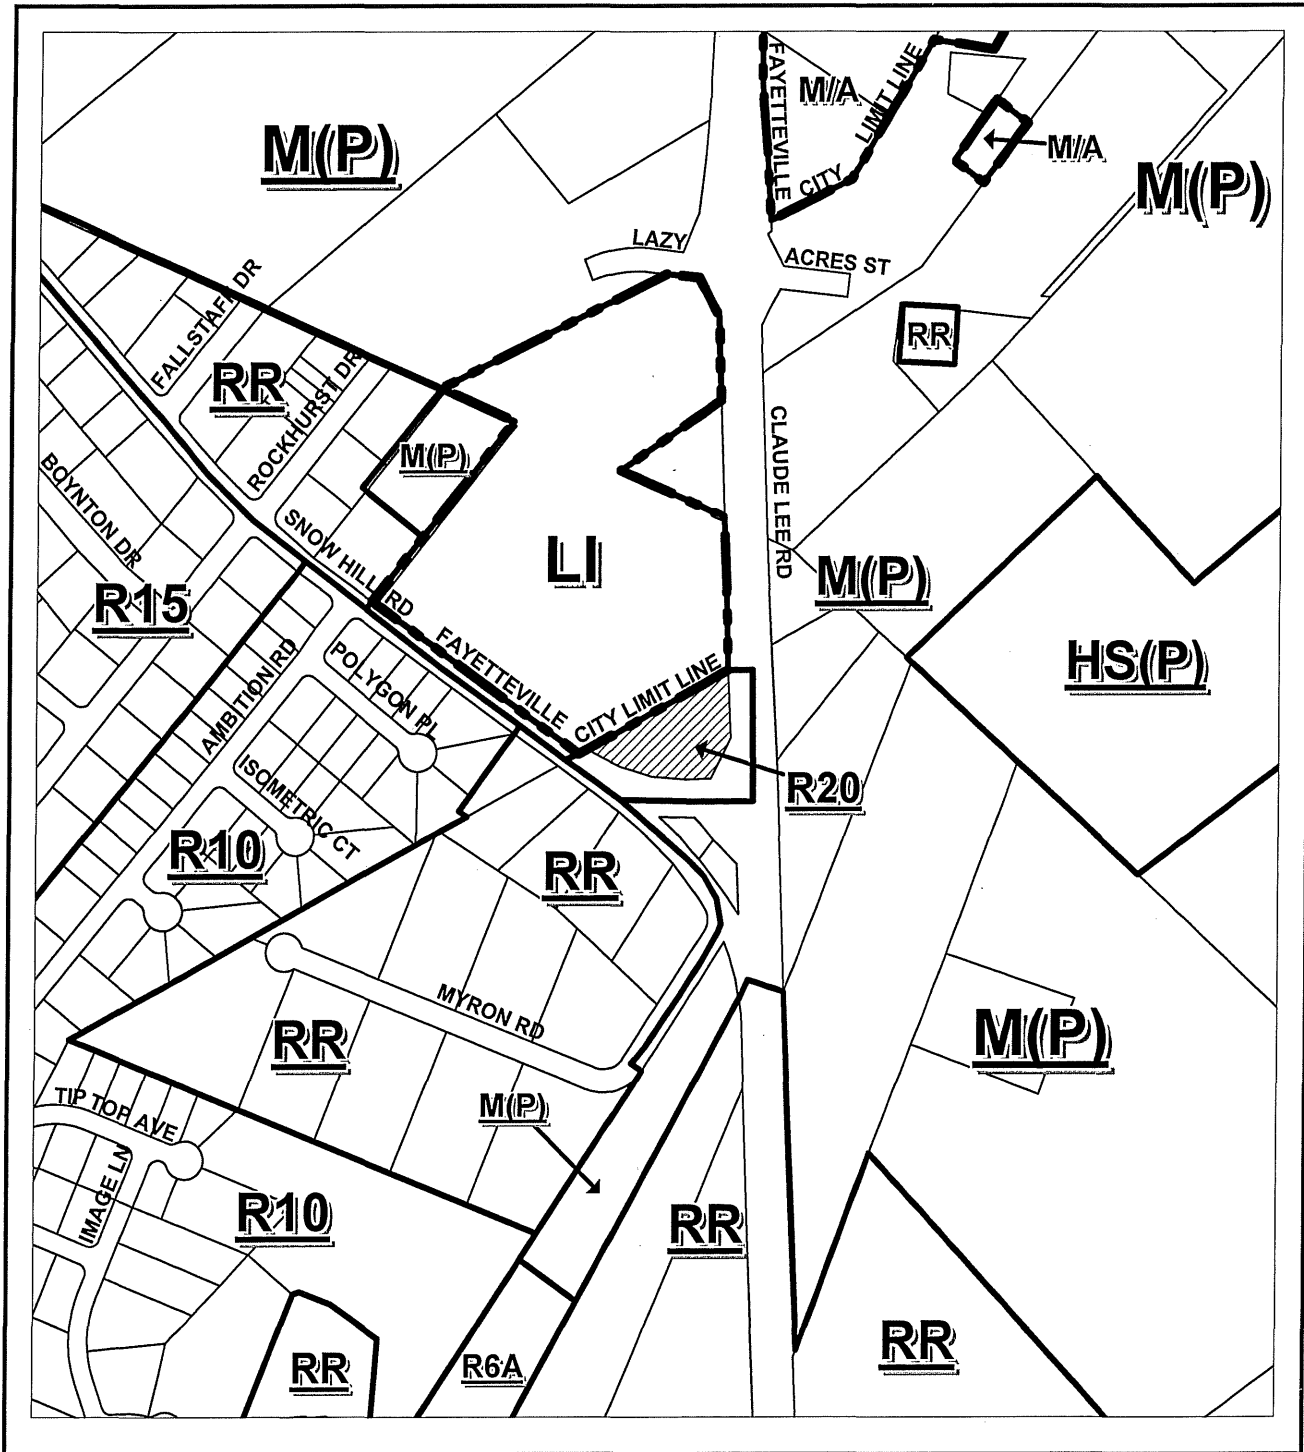 FAYETTEVILLE
CITY
LIMIT LINE
M/A
M(P)
M/A
M(P)
LAZY
ACRES ST
FALLSTAFF DR
RR
RR
ROCKHURST DR
M(P)
CLAUDE LEE RD
BOYNTON DR
SNOW HILL RD
LI
M(P)
R15
FAYETTEVILLE
CITY LIMIT LINE
HS(P)
AMBITION RD
POLYGON PL
R20
ISOMETRIC CT
R10
RR
MYRON RD
RR
M(P)
M(P)
TIP TOP AVE
IMAGE LN
R10
RR
RR
RR
R6A